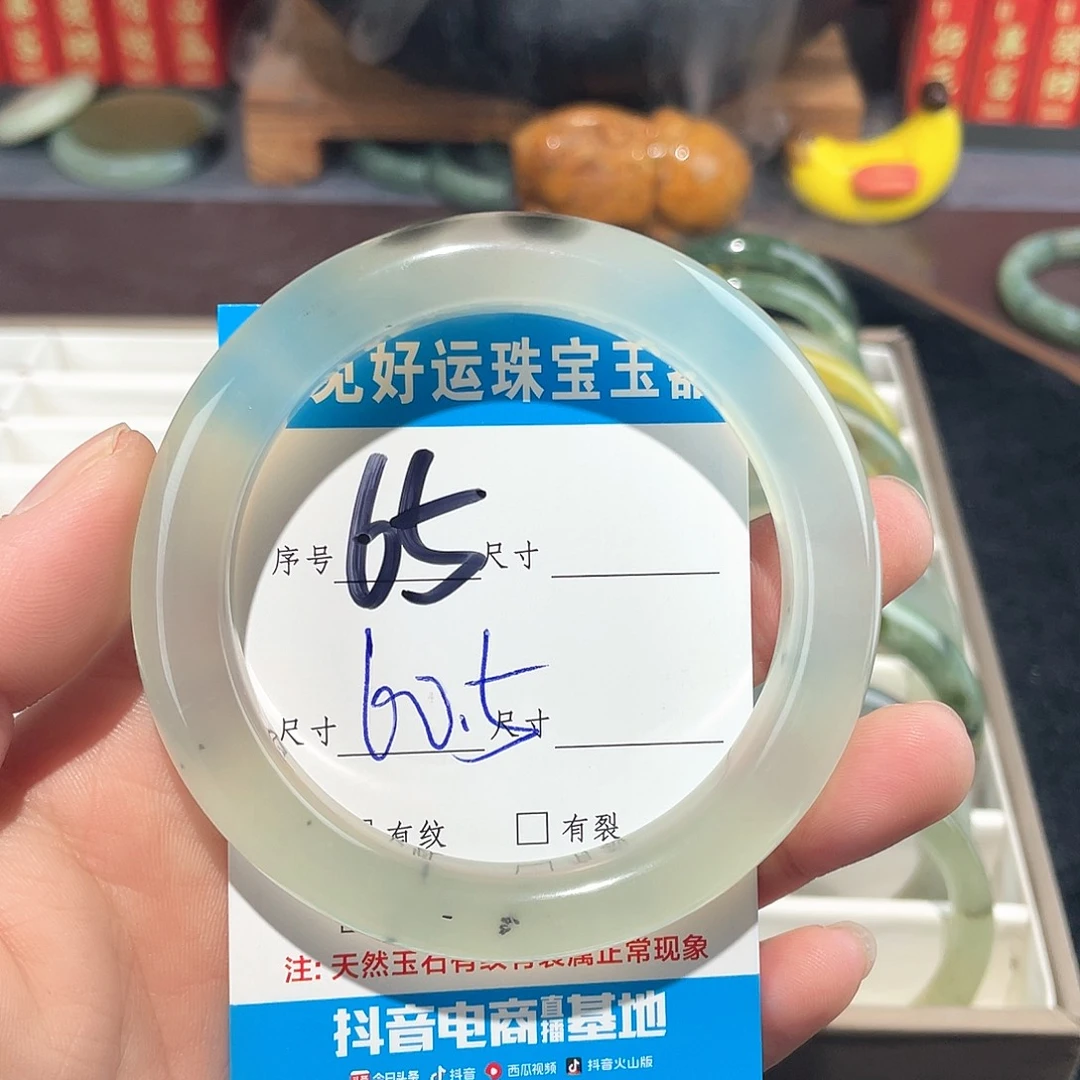 见好运珠宝玉器
序号 65 尺寸
尺寸 60.5 尺寸
有纹 □ 有裂
注: 天然玉石有纹有裂属正常现象
抖音电商直播基地
今日头条 抖音 西瓜视频 抖音火山版